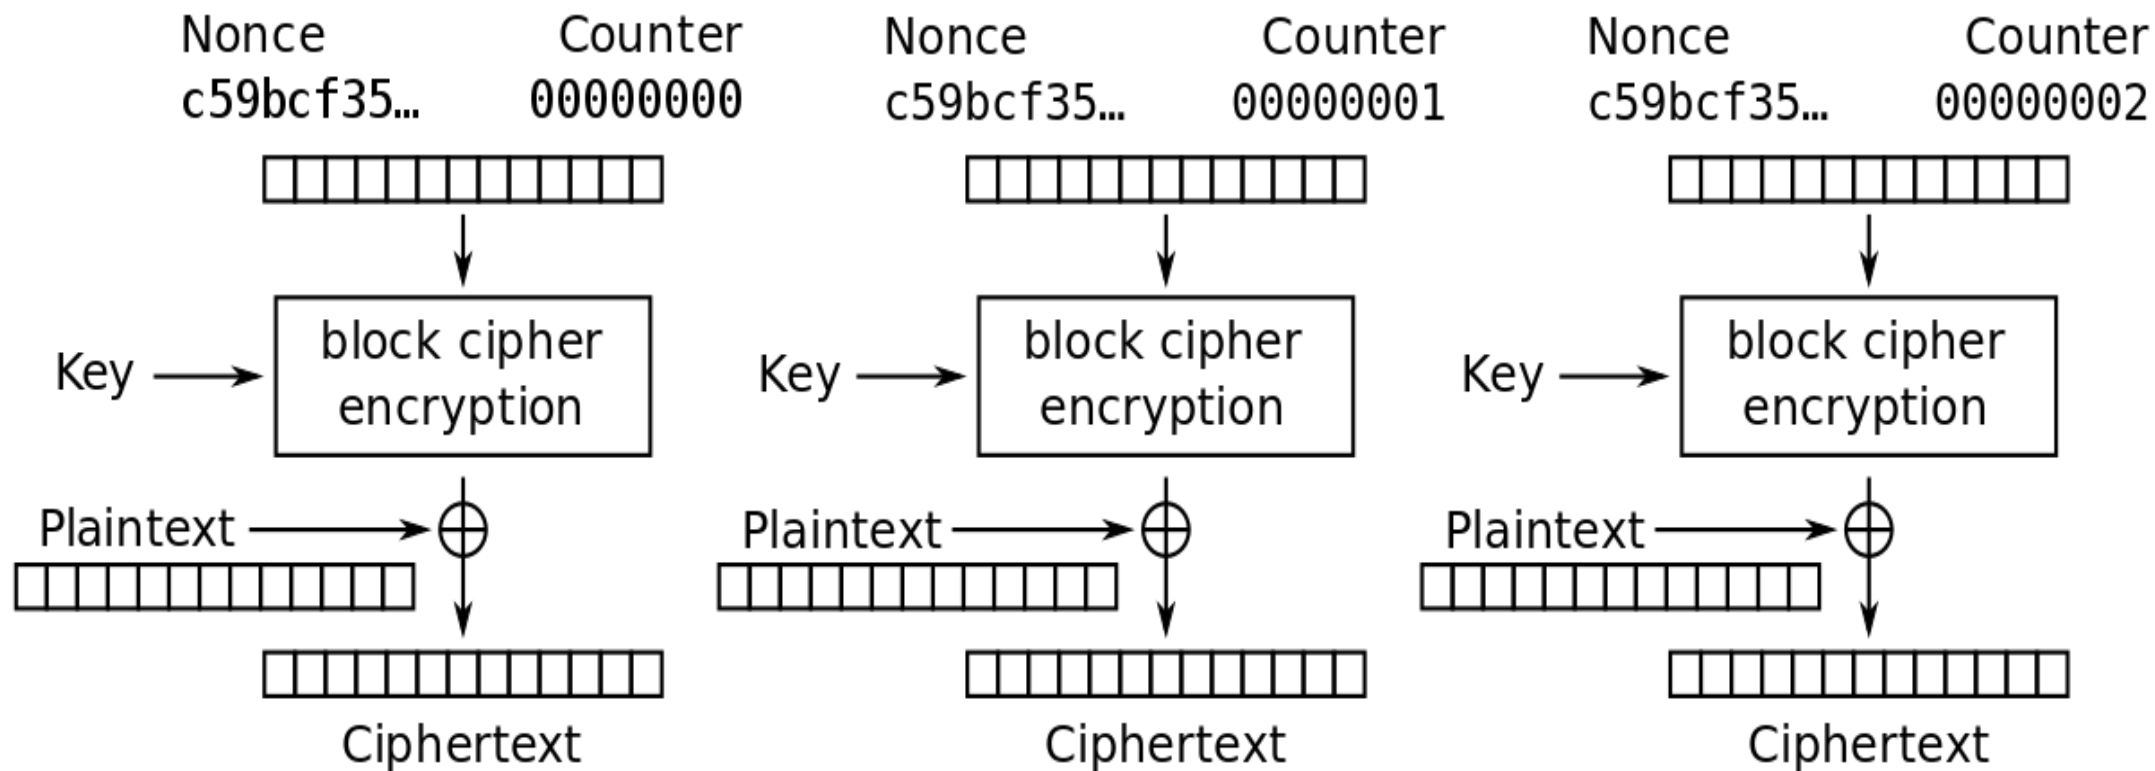 Nonce Counter Nonce Counter Nonce Counter
c59bcf35… 00000000 c59bcf35… 00000001 c59bcf35… 00000002
block cipher block cipher block cipher
Key Key Key
encryption encryption encryption
Plaintext Plaintext Plaintext
Ciphertext Ciphertext Ciphertext